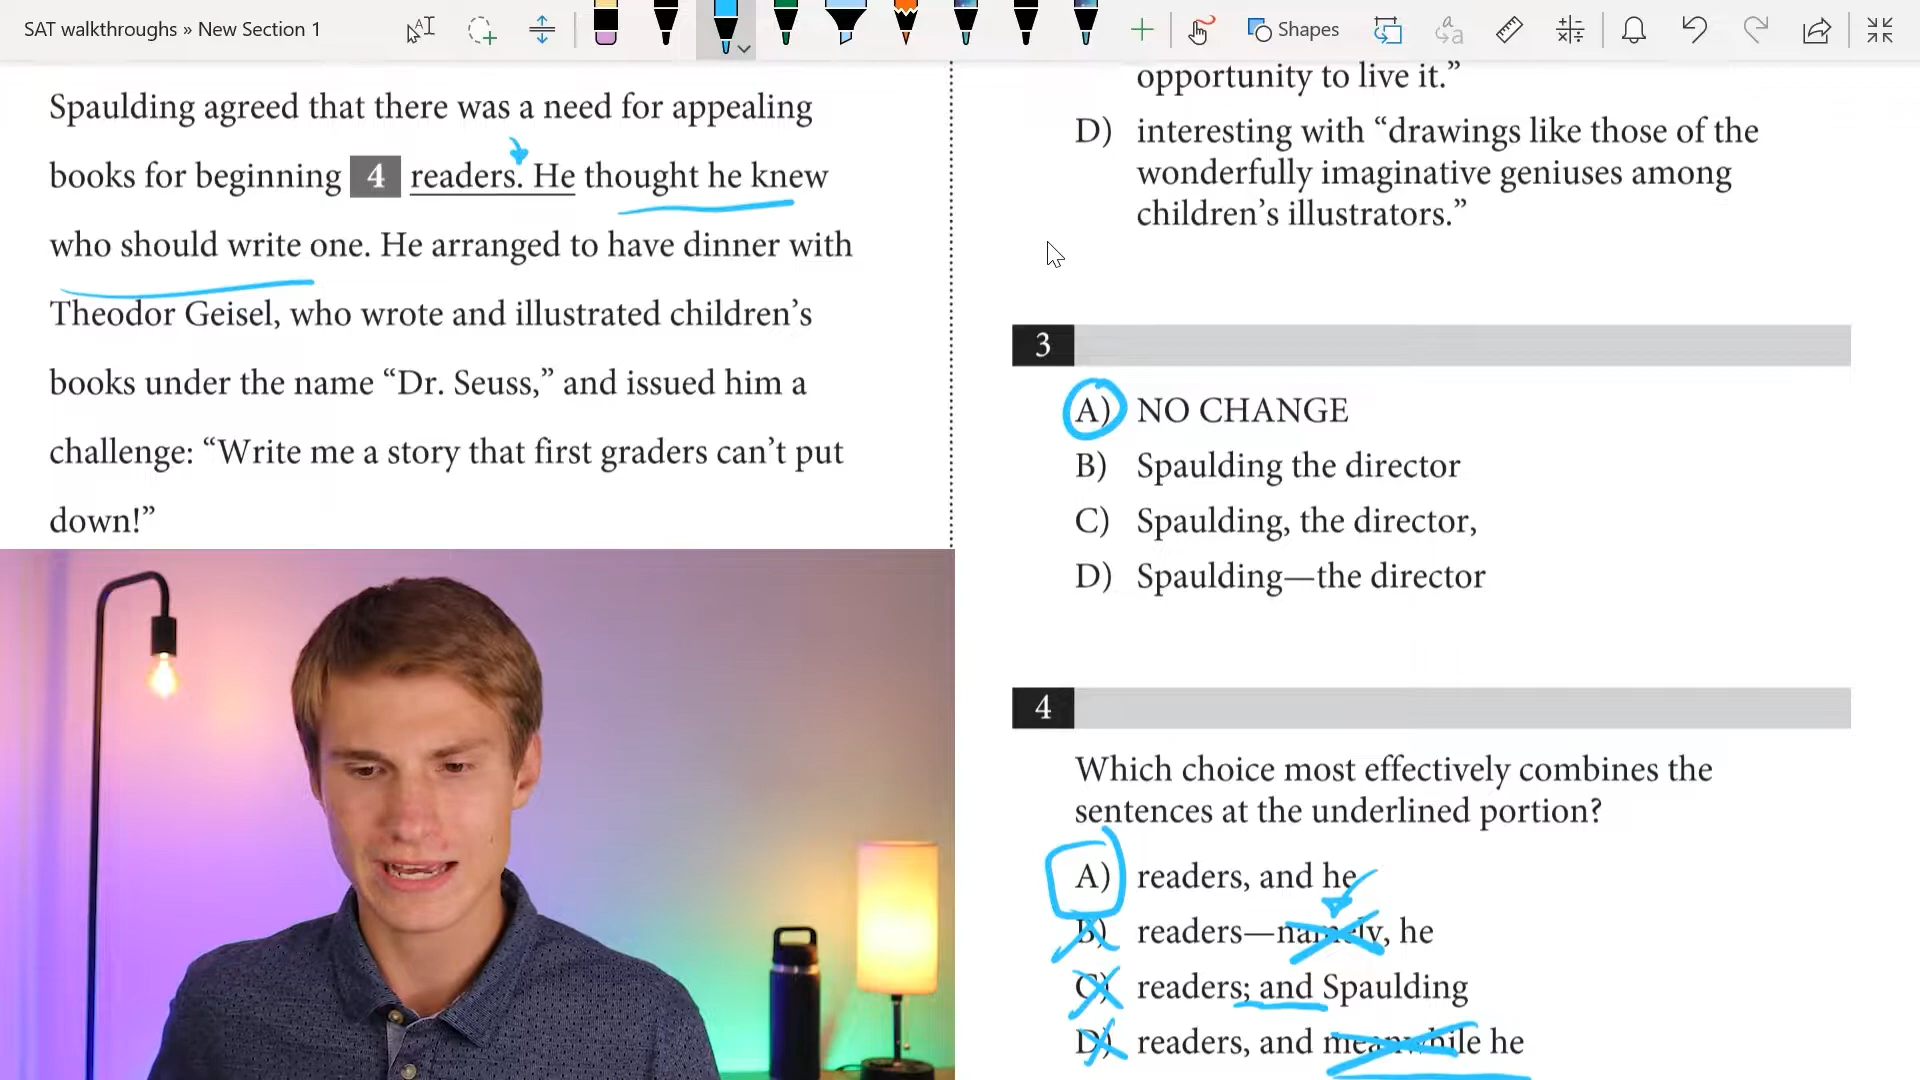 SAT walkthroughs » New Section 1
Shapes
Spaulding agreed that there was a need for appealing
books for beginning 4 readers. He thought he knew
who should write one. He arranged to have dinner with
Theodor Geisel, who wrote and illustrated children’s
books under the name “Dr. Seuss,” and issued him a
challenge: “Write me a story that first graders can’t put
down!”
opportunity to live it.”
D) interesting with “drawings like those of the
wonderfully imaginative geniuses among
children’s illustrators.”
3
A) NO CHANGE
B) Spaulding the director
C) Spaulding, the director,
D) Spaulding—the director
4
Which choice most effectively combines the
sentences at the underlined portion?
A) readers, and he
B) readers—namely, he
C) readers; and Spaulding
D) readers, and meanwhile he